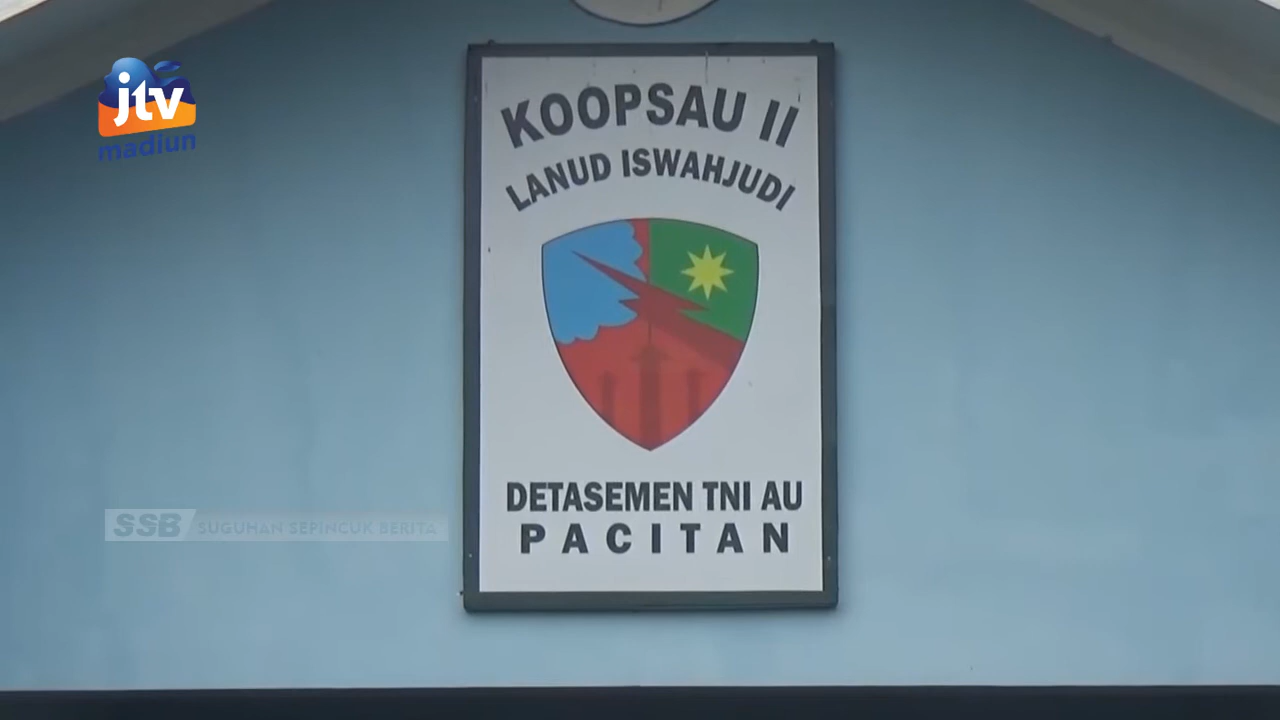 jtv
madiun
KOOPSAU II
LANUD ISWAHJUDI
DETASEMEN TNI AU
PACITAN
SSB SUGUHAN SEPINCUK BERITA